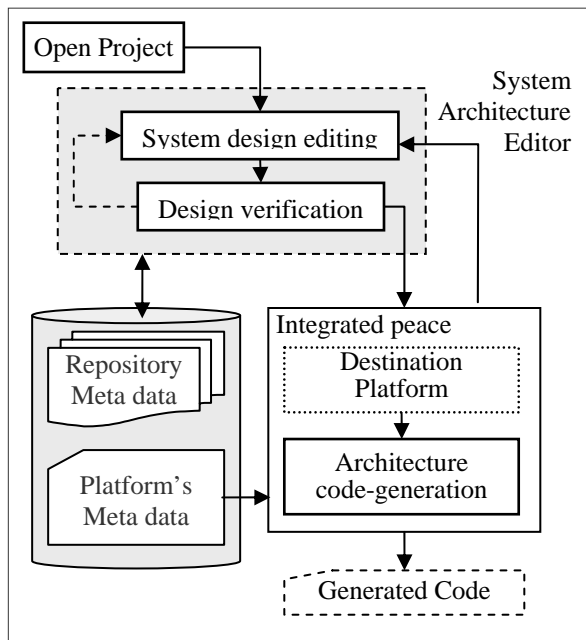 Open Project
System
Architecture
Editor
System design editing
Design verification
Integrated peace
Repository
Meta data
Destination
Platform
Platform's
Meta data
Architecture
code-generation
Generated Code